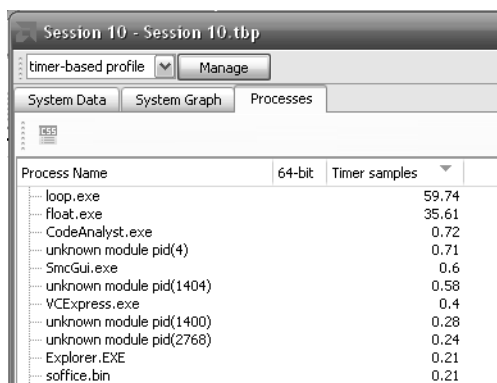 Session 10 - Session 10.tbp
timer-based profile Manage
System Data System Graph Processes
CSS
Process Name 64-bit Timer samples
loop.exe 59.74
float.exe 35.61
CodeAnalyst.exe 0.72
unknown module pid(4) 0.71
SmcGui.exe 0.6
unknown module pid(1404) 0.58
VCExpress.exe 0.4
unknown module pid(1400) 0.28
unknown module pid(2768) 0.24
Explorer.EXE 0.21
soffice.bin 0.21